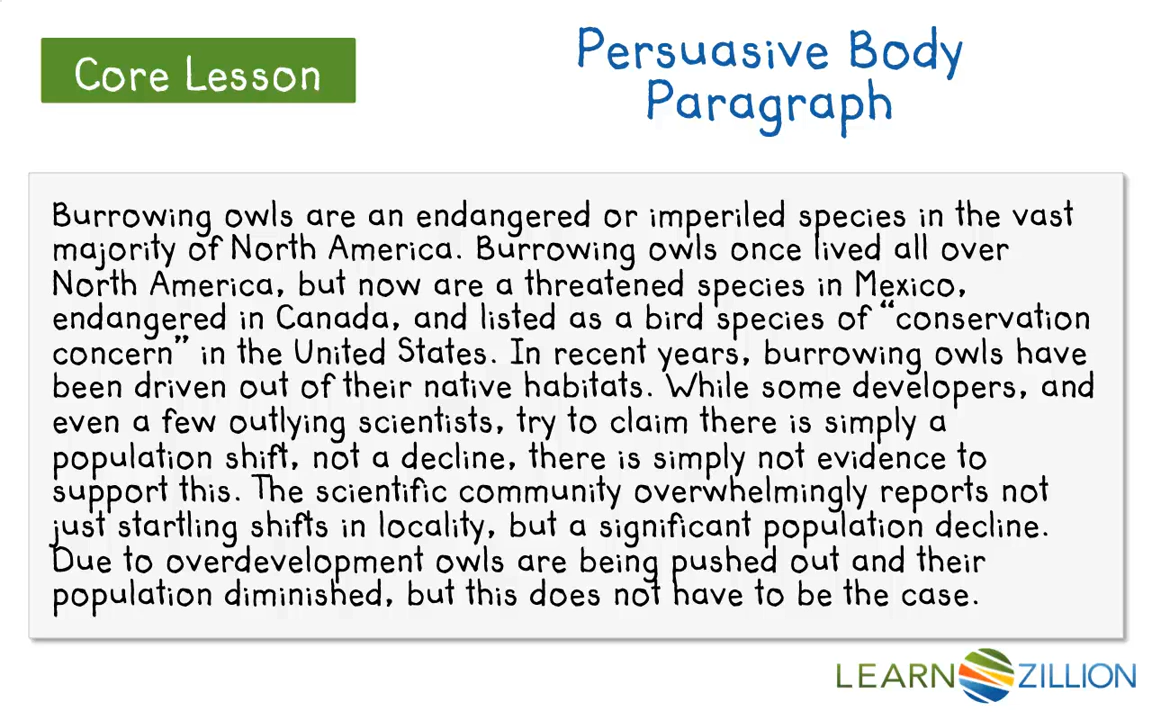 Core Lesson
Persuasive Body
Paragraph
Burrowing owls are an endangered or imperiled species in the vast
majority of North America. Burrowing owls once lived all over
North America, but now are a threatened species in Mexico,
endangered in Canada, and listed as a bird species of “conservation
concern” in the United States. In recent years, burrowing owls have
been driven out of their native habitats. While some developers, and
even a few outlying scientists, try to claim there is simply a
population shift, not a decline, there is simply not evidence to
support this. The scientific community overwhelmingly reports not
just startling shifts in locality, but a significant population decline.
Due to overdevelopment owls are being pushed out and their
population diminished, but this does not have to be the case.
LEARN ZILLION